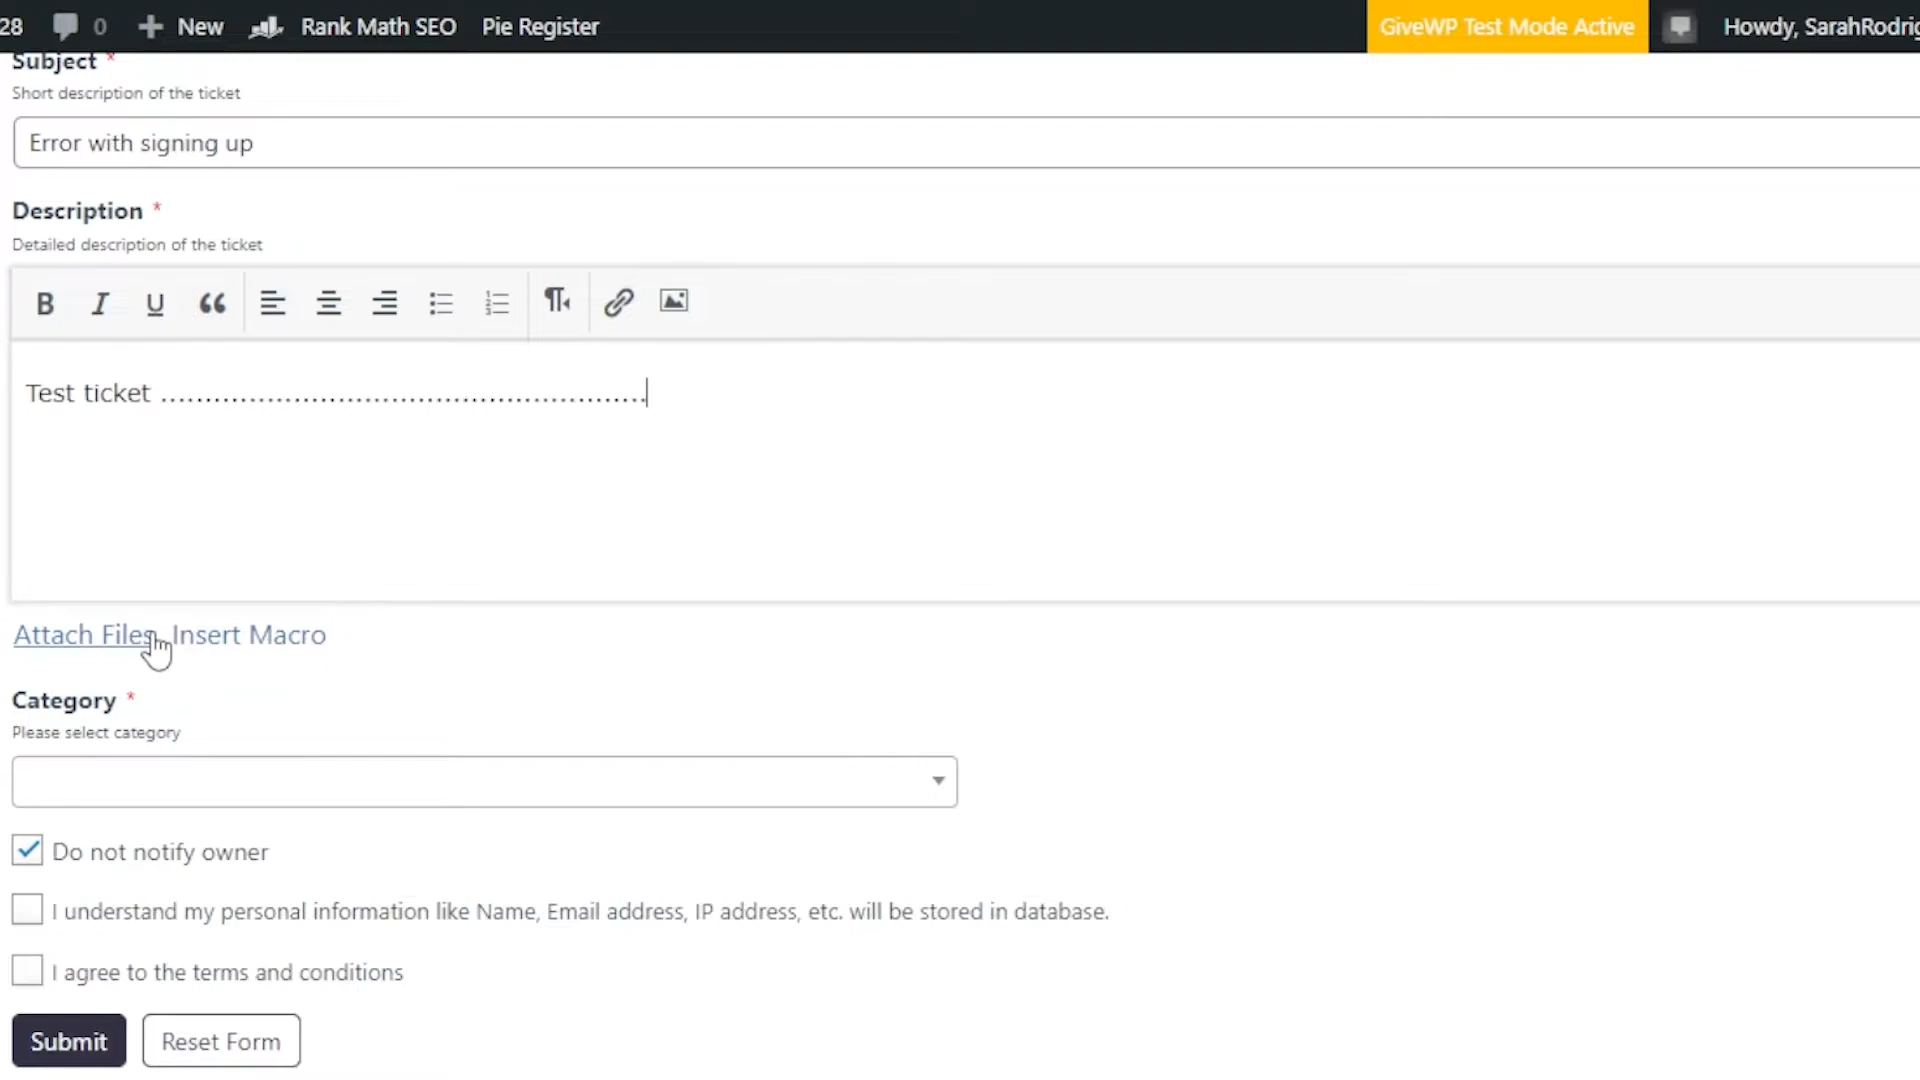 28 0 New Rank Math SEO Pie Register GiveWP Test Mode Active Howdy, SarahRodrig
Subject *
Short description of the ticket
Error with signing up
Description *
Detailed description of the ticket
Test ticket .......................................................
Attach Files Insert Macro
Category *
Please select category
Do not notify owner
I understand my personal information like Name, Email address, IP address, etc. will be stored in database.
I agree to the terms and conditions
Submit Reset Form